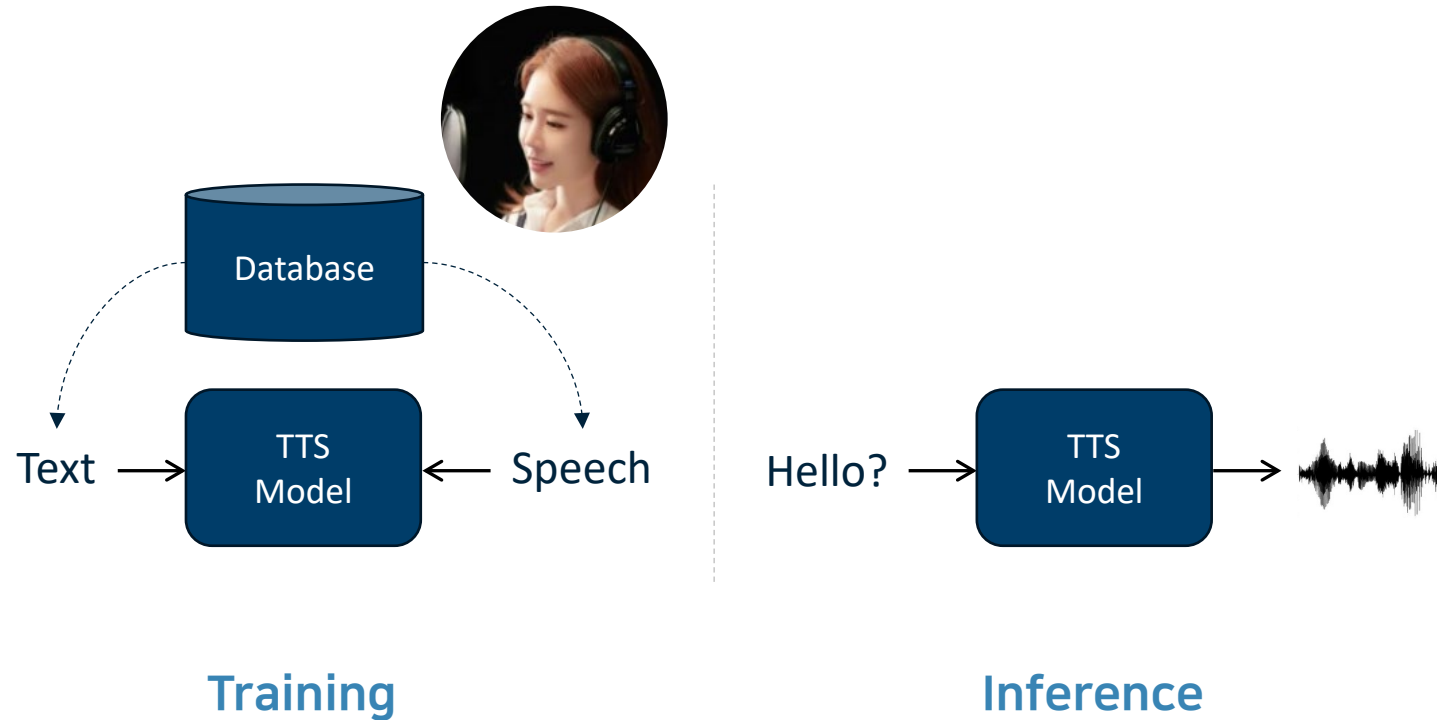 Database
Text
TTS
Model
Speech
Training
Hello?
TTS
Model
Inference